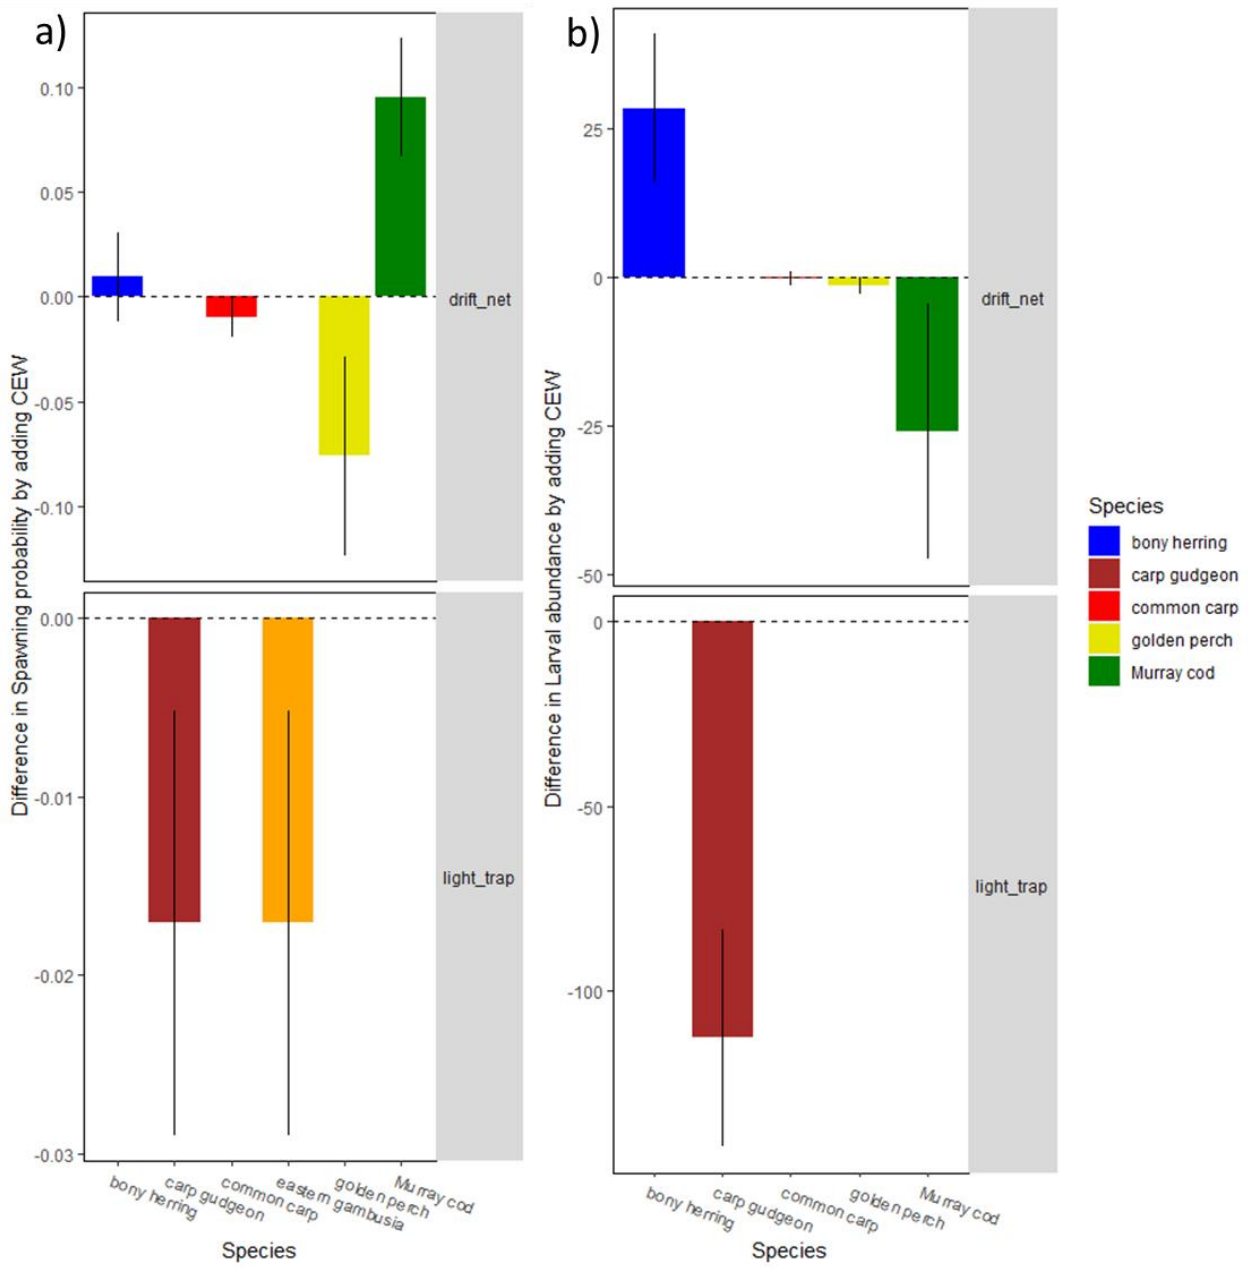 a)
Difference in Spawning probability by adding CEW
0.10
0.05
0.00
-0.05
-0.10
drift_net
0.00
-0.01
-0.02
-0.03
light_trap
bony herring
carp gudgeon
common carp
eastern gambusia
golden perch
Murray cod
Species
b)
Difference in Larval abundance by adding CEW
25
0
-25
-50
drift_net
0
-50
-100
light_trap
bony herring
carp gudgeon
common carp
golden perch
Murray cod
Species
Species
bony herring
carp gudgeon
common carp
golden perch
Murray cod